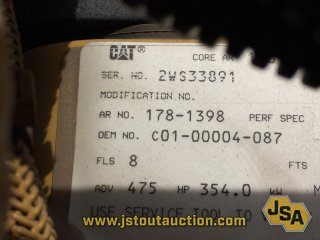 CAT® CORE AR
SER. NO. 2WS33891
MODIFICATION NO.
AR NO. 178-1398 PERF SPEC
OEM NO. C01-00004-087
FLS 8 FTS
ADV 475 HP 354.0 kW
USE SERVICE TOOL TO
www.jstoutauction.com
JSA